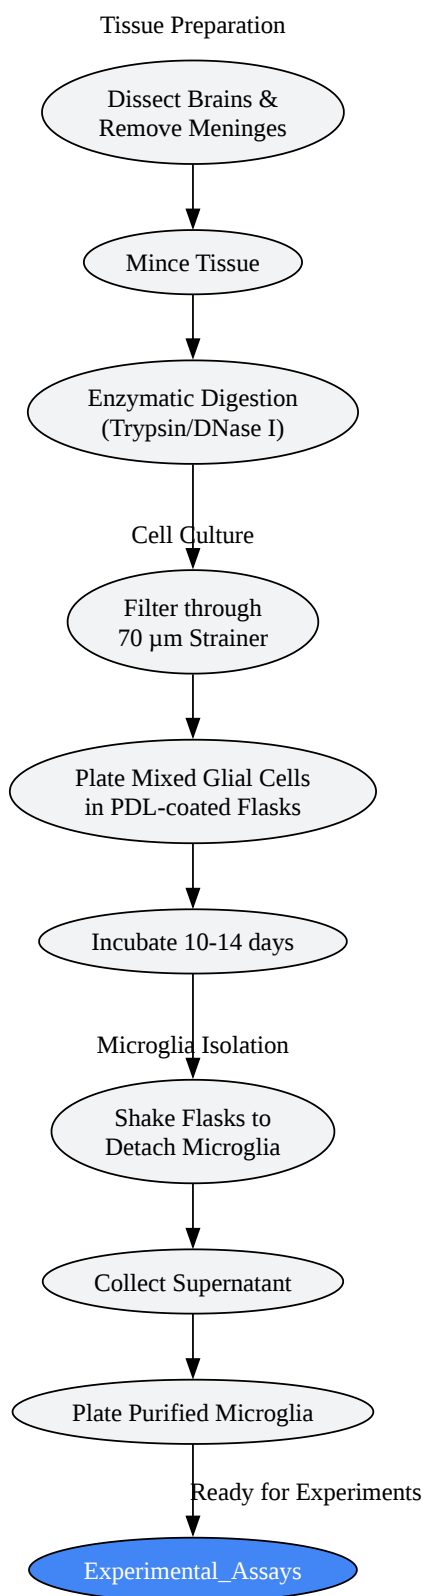 Tissue Preparation
Dissect Brains &
Remove Meninges
Mince Tissue
Enzymatic Digestion
(Trypsin/DNase I)
Cell Culture
Filter through
70 µm Strainer
Plate Mixed Glial Cells
in PDL-coated Flasks
Incubate 10-14 days
Microglia Isolation
Shake Flasks to
Detach Microglia
Collect Supernatant
Plate Purified Microglia
Ready for Experiments
Experimental_Assays